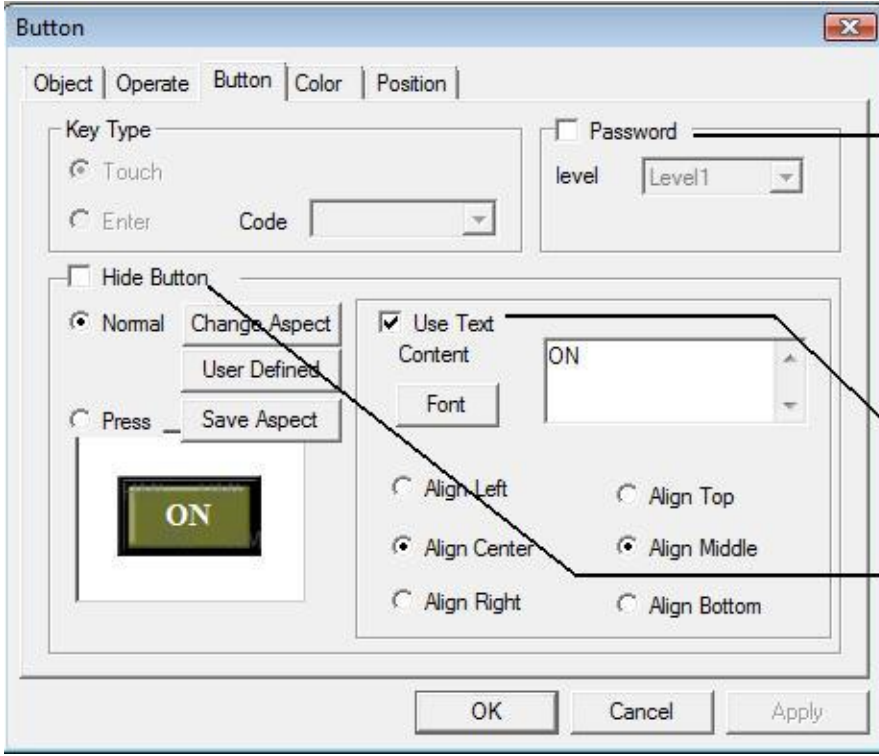 Button
Object Operate Button Color Position
Key Type
Password
Touch
level Level1
Enter Code
Hide Button
Normal Change Aspect
Use Text
Content ON
User Defined
Font
Press Save Aspect
ON
Align Left Align Top
Align Center Align Middle
Align Right Align Bottom
OK Cancel Apply